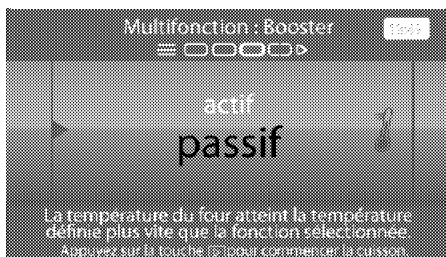 Multifonction : Booster
actif
passif
La température du four atteint la température
définie plus vite que la fonction sélectionnée.
Appuyez sur la touche pour commencer la cuisson.